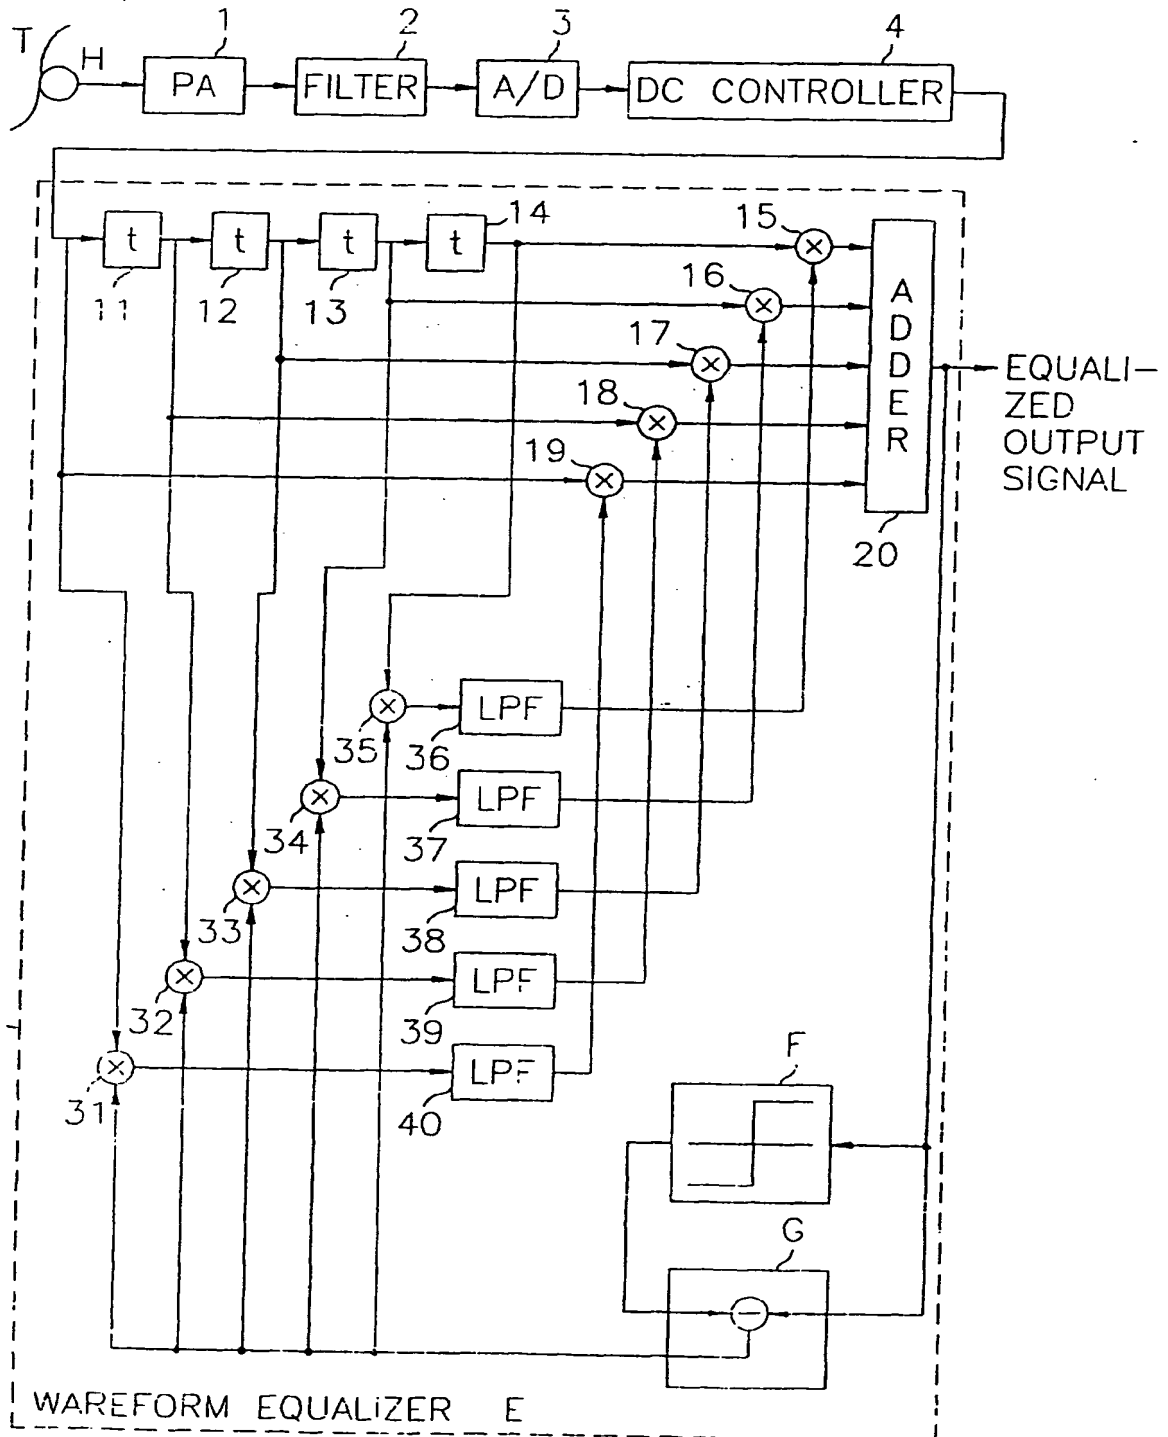 T
H
1
2
3
4
PA
FILTER
A/D
DC CONTROLLER
t
t
t
t
14
11
12
13
15
16
17
18
19
ADDER
20
EQUALI-
ZED
OUTPUT
SIGNAL
LPF
35
36
LPF
34
37
LPF
33
38
LPF
32
39
LPF
31
40
F
G
WAREFORM EQUALIZER E